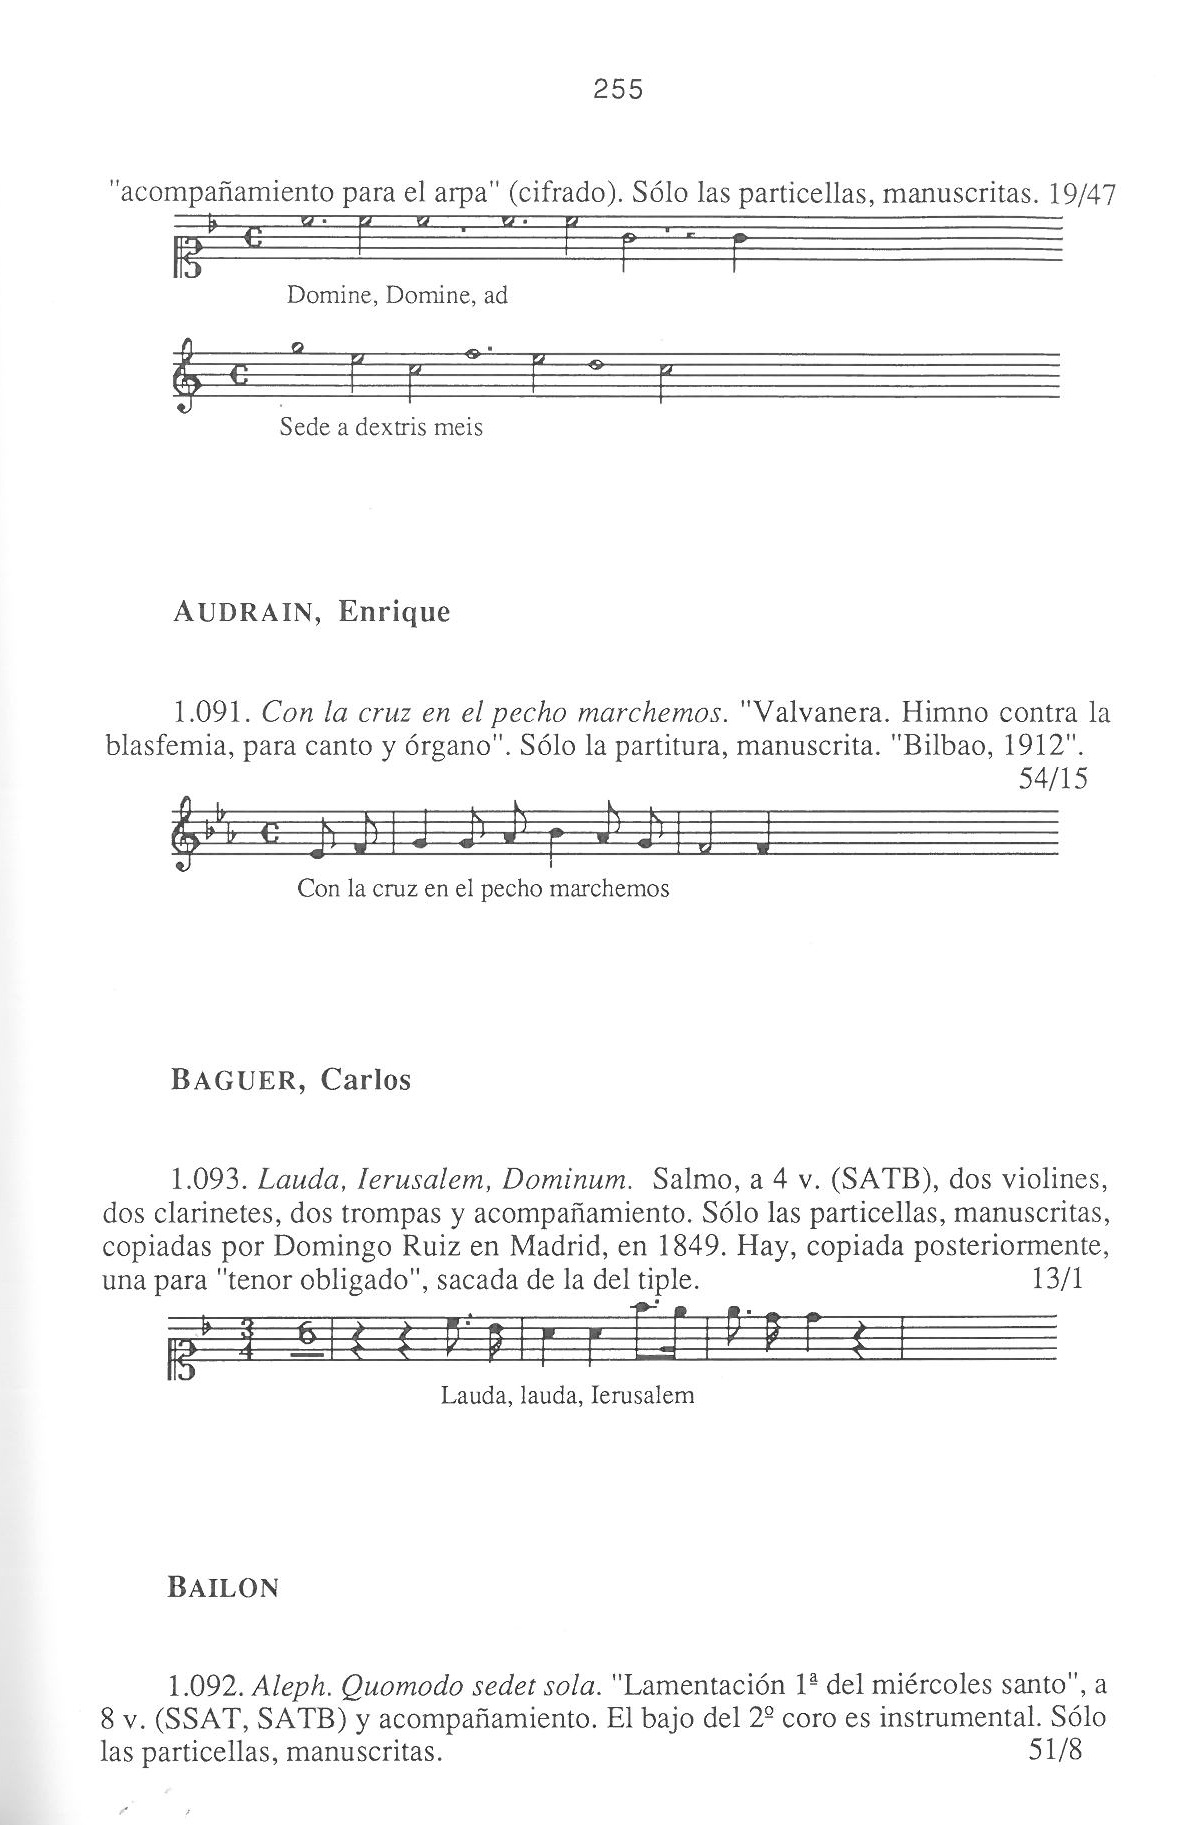 255
"acompañamiento para el arpa" (cifrado). Sólo las particellas, manuscritas. 19/47
Domine, Domine, ad
Sede a dextris meis
AUDRAIN, Enrique
1.091. Con la cruz en el pecho marchemos. "Valvanera. Himno contra la
blasfemia, para canto y órgano". Sólo la partitura, manuscrita. "Bilbao, 1912".
54/15
Con la cruz en el pecho marchemos
BAGUER, Carlos
1.093. Lauda, Ierusalem, Dominum. Salmo, a 4 v. (SATB), dos violines,
dos clarinetes, dos trompas y acompañamiento. Sólo las particellas, manuscritas,
copiadas por Domingo Ruiz en Madrid, en 1849. Hay, copiada posteriormente,
una para "tenor obligado", sacada de la del tiple. 13/1
3/4 6
Lauda, lauda, Ierusalem
BAILON
1.092. Aleph. Quomodo sedet sola. "Lamentación 1ª del miércoles santo", a
8 v. (SSAT, SATB) y acompañamiento. El bajo del 2º coro es instrumental. Sólo
las particellas, manuscritas. 51/8